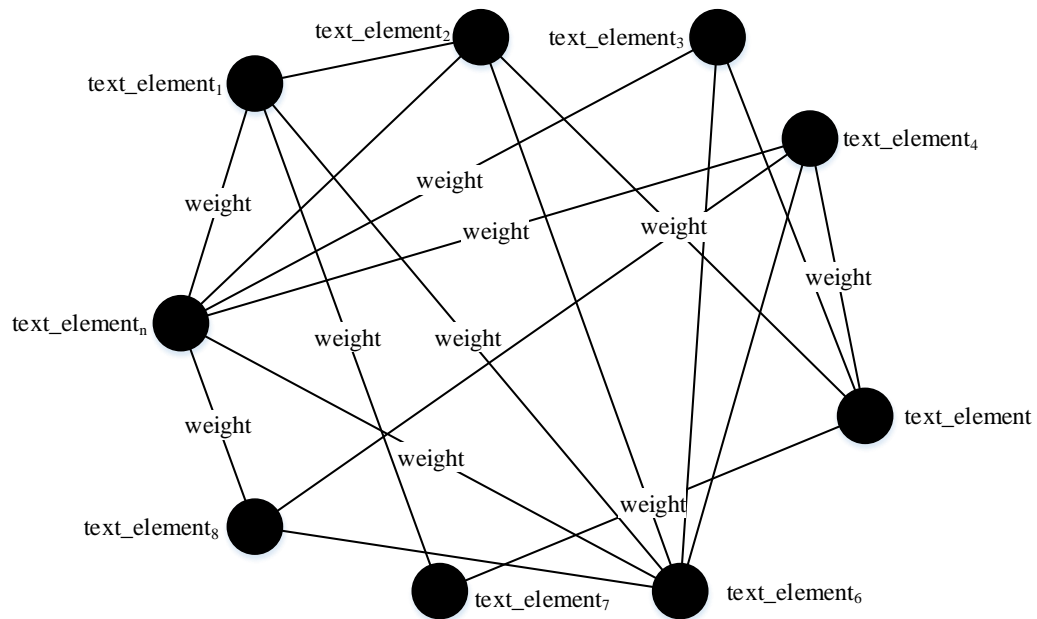 text_element₂
text_element₃
text_element₁
text_element₄
weight
weight
weight
weight
weight
weight
text_elementₙ
weight
weight
text_element
weight
weight
weight
text_element₈
text_element₇
text_element₆